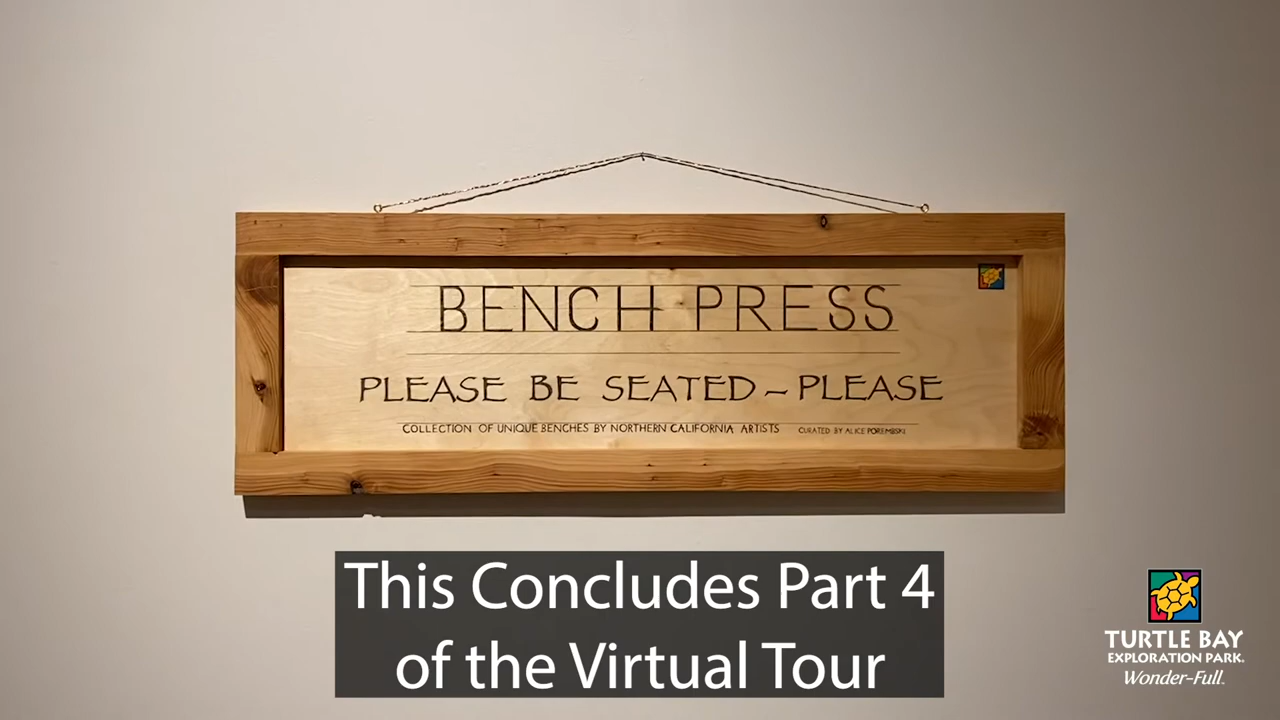 BENCH PRESS
PLEASE BE SEATED ~ PLEASE
COLLECTION OF UNIQUE BENCHES BY NORTHERN CALIFORNIA ARTISTS CURATED BY ALICE POREMBSKI
This Concludes Part 4
of the Virtual Tour
TURTLE BAY
EXPLORATION PARK.
Wonder-Full.